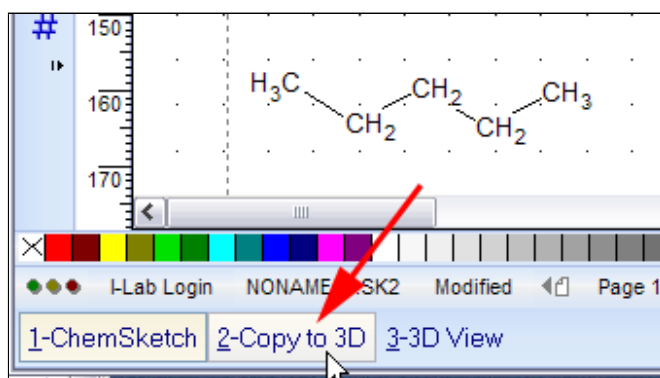 #
150
160
170
H3C CH2 CH3
CH2 CH2
I-Lab Login Modified Page 1
1-ChemSketch 2-Copy to 3D 3-3D View